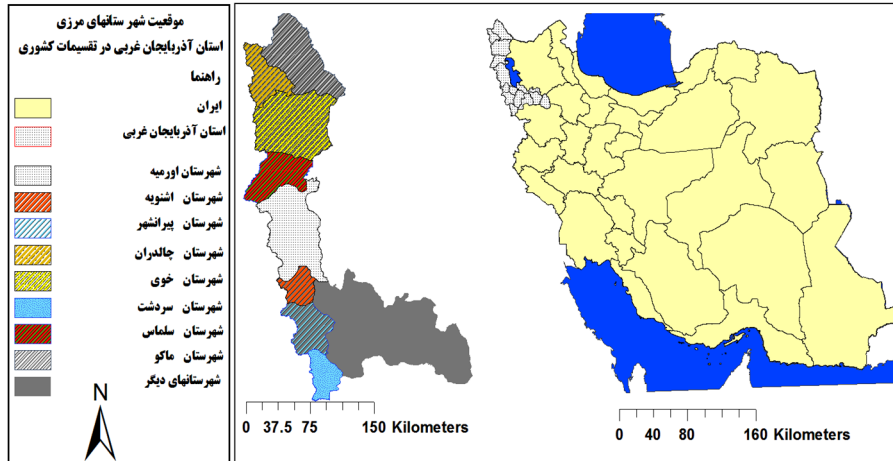 موقعیت شهر ستانهای مرزی
استان آذربایجان غربی در تقسیمات کشوری
راهنما
ایران
استان آذربایجان غربی
شهرستان اورمیه
شهرستان اشنویه
شهرستان پیرانشهر
شهرستان چالدران
شهرستان خوی
شهرستان سردشت
شهرستان سلماس
شهرستان ماکو
شهرستانهای دیگر
N
0 37.5 75 150 Kilometers
0 40 80 160 Kilometers